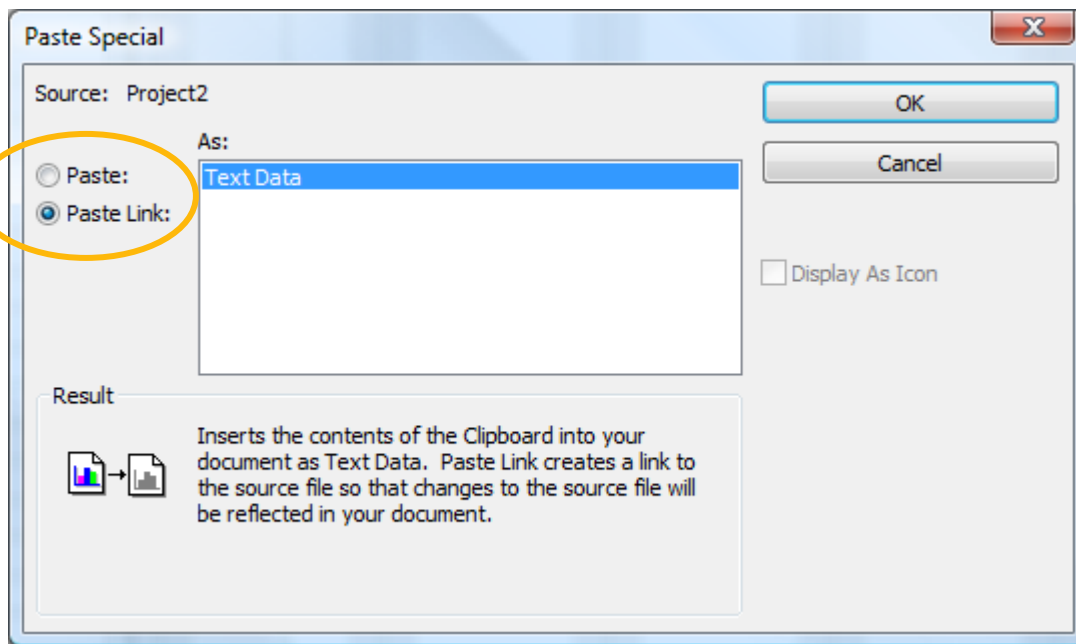 Paste Special
Source: Project2
OK
As:
Cancel
Paste:
Text Data
Paste Link:
Display As Icon
Result
Inserts the contents of the Clipboard into your
document as Text Data. Paste Link creates a link to
the source file so that changes to the source file will
be reflected in your document.